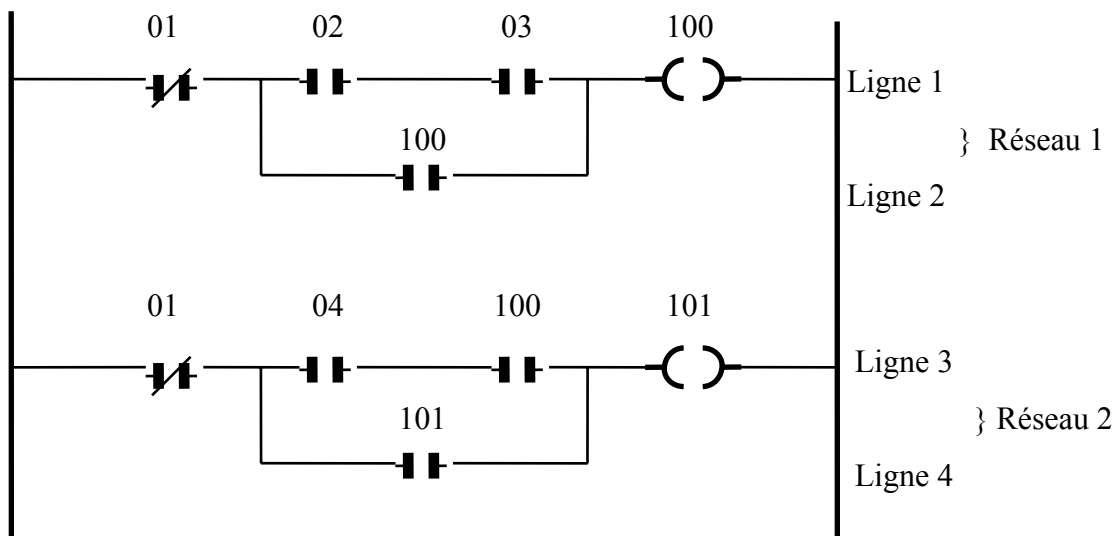 01 02 03 100
Ligne 1
100 } Réseau 1
Ligne 2
01 04 100 101
Ligne 3
101 } Réseau 2
Ligne 4